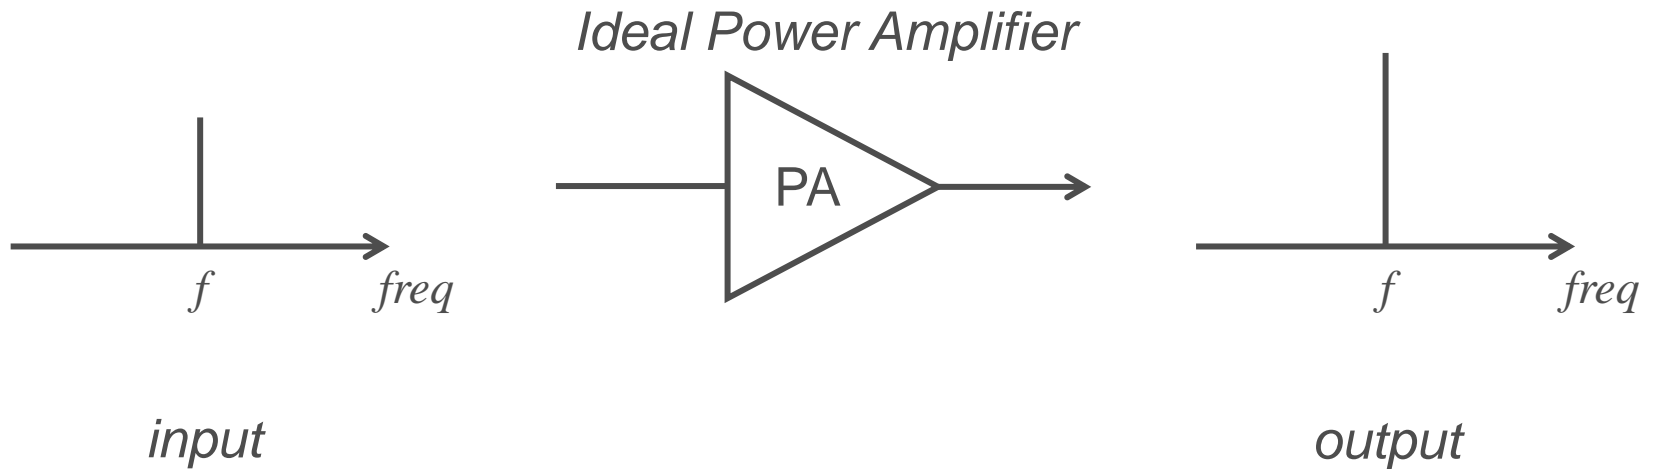 Ideal Power Amplifier
PA
f
freq
f
freq
input
output